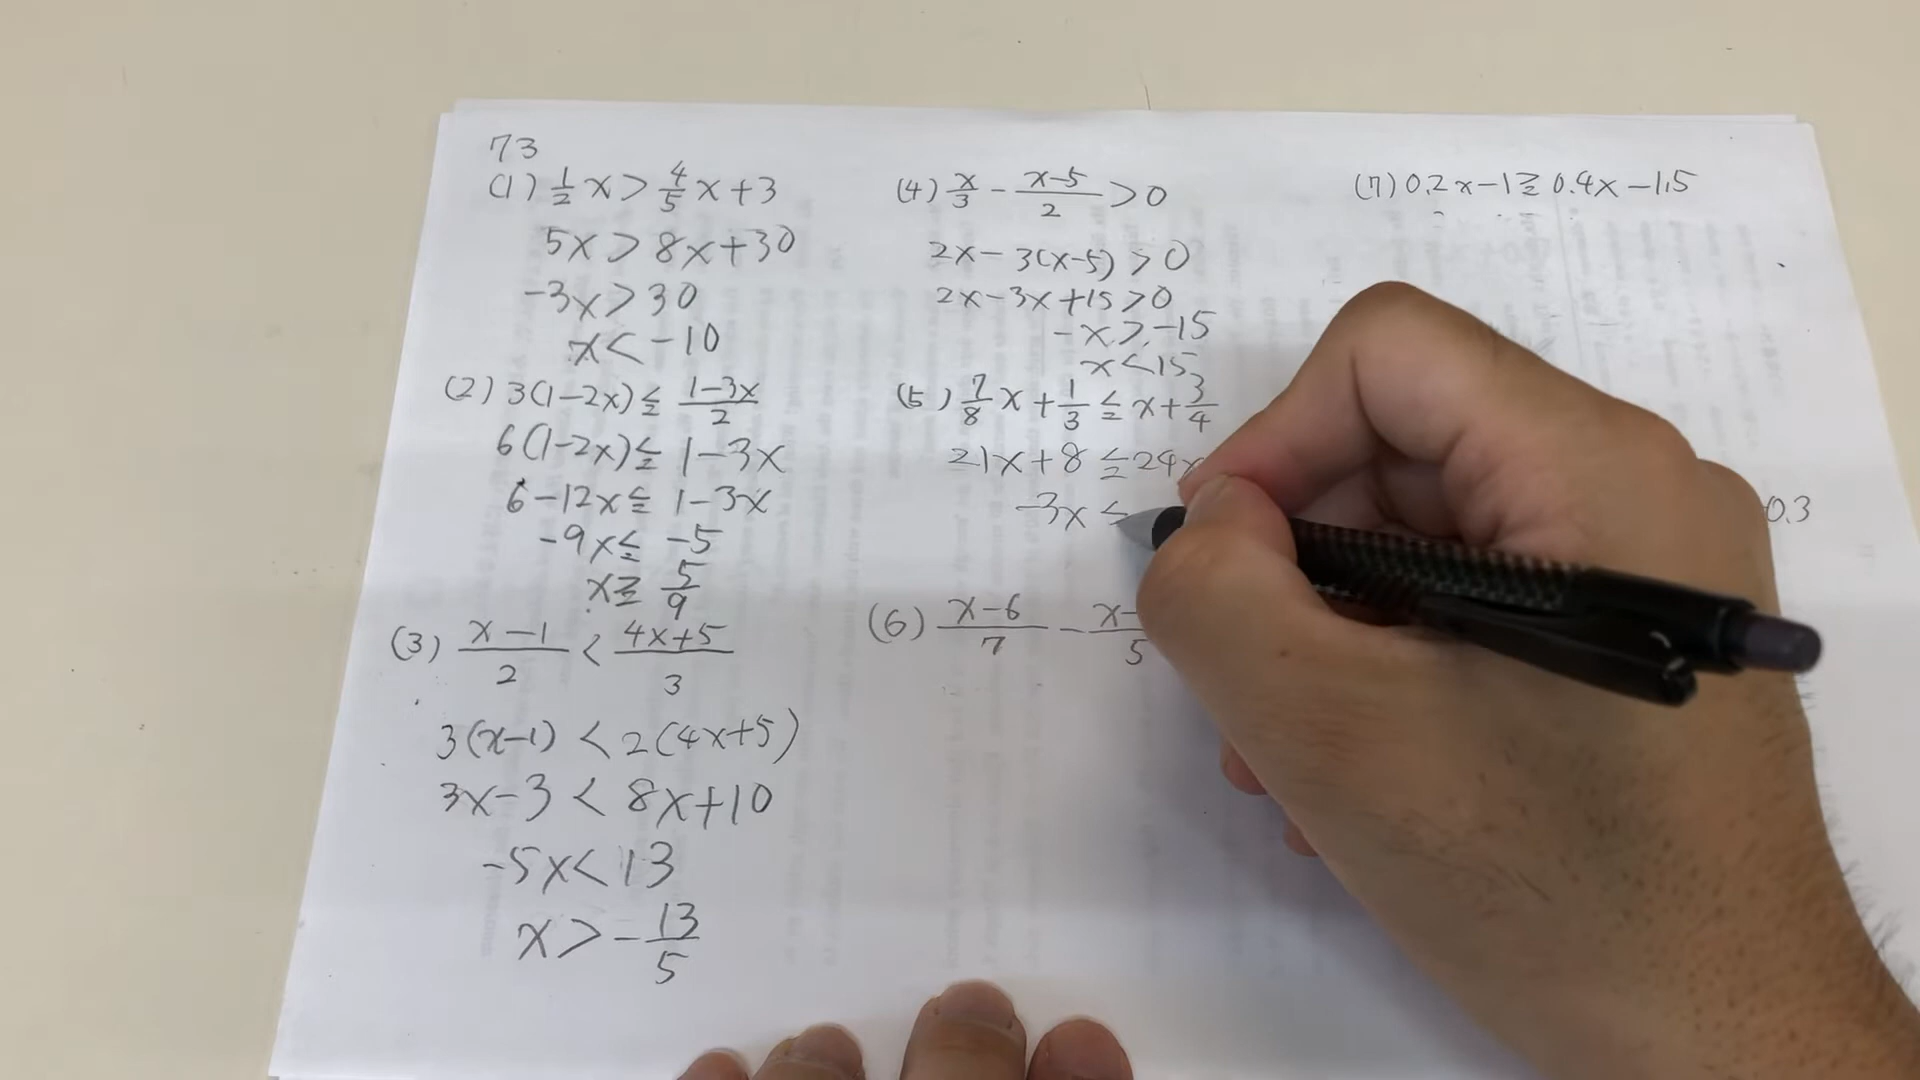 73
(1) 1/2 x > 4/5 x + 3
5x > 8x + 30
-3x > 30
x < -10
(2) 3(1-2x) ≦ (1-3x)/2
6(1-2x) ≦ 1-3x
6-12x ≦ 1-3x
-9x ≦ -5
x ≧ 5/9
(3) (x-1)/2 < (4x+5)/3
3(x-1) < 2(4x+5)
3x-3 < 8x+10
-5x < 13
x > -13/5
(4) x/3 - (x-5)/2 > 0
2x - 3(x-5) > 0
2x - 3x + 15 > 0
-x > -15
x < 15
(5) 7/8 x + 1/3 ≦ x + 3/4
21x + 8 ≦ 24x
-3x ≦
(6) (x-6)/7 - x-
5
(7) 0.2x - 1 ≧ 0.4x - 1.5
0.3